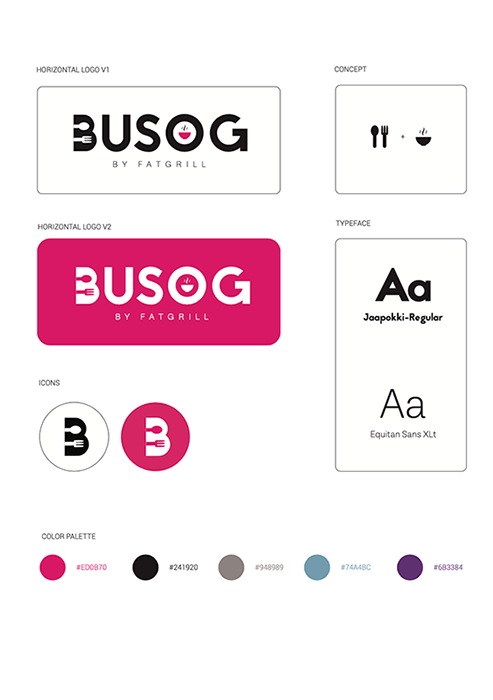 HORIZONTAL LOGO V1
BUSOG
BY FATGRILL
CONCEPT
+
HORIZONTAL LOGO V2
BUSOG
BY FATGRILL
TYPEFACE
Aa
Jaapokki-Regular
Aa
Equitan Sans XLt
ICONS
B
B
COLOR PALETTE
#ED0B70
#241920
#948989
#74A4BC
#6B3384